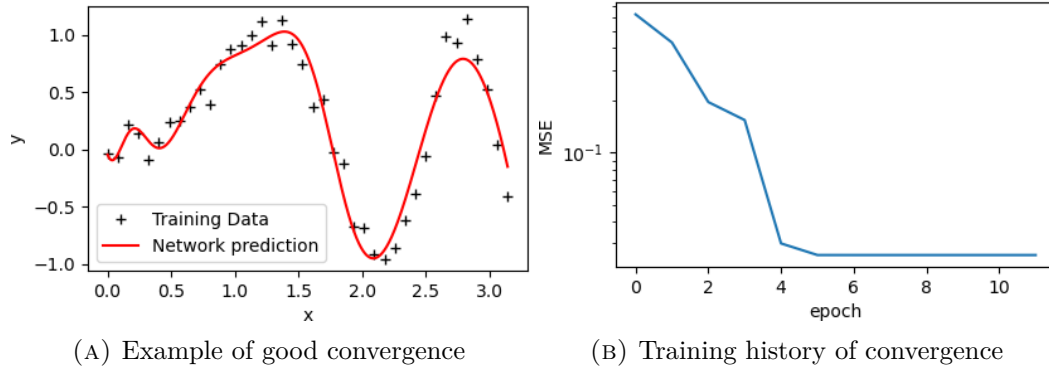 1.0
0.5
0.0
−0.5
−1.0
y
Training Data
Network prediction
0.0 0.5 1.0 1.5 2.0 2.5 3.0
x
(A) Example of good convergence
MSE
10⁻¹
0 2 4 6 8 10
epoch
(B) Training history of convergence